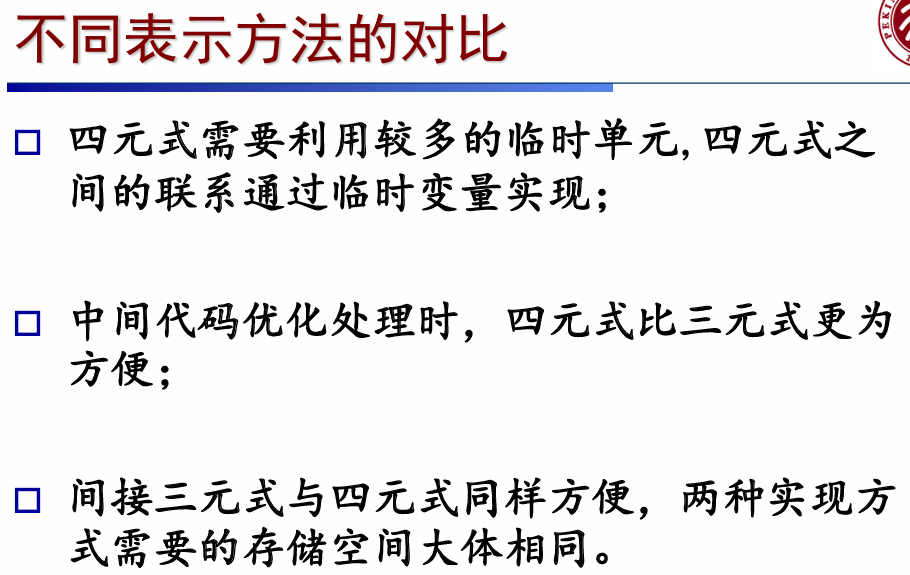 不同表示方法的对比
四元式需要利用较多的临时单元,四元式之
间的联系通过临时变量实现；
中间代码优化处理时，四元式比三元式更为
方便；
间接三元式与四元式同样方便，两种实现方
式需要的存储空间大体相同。